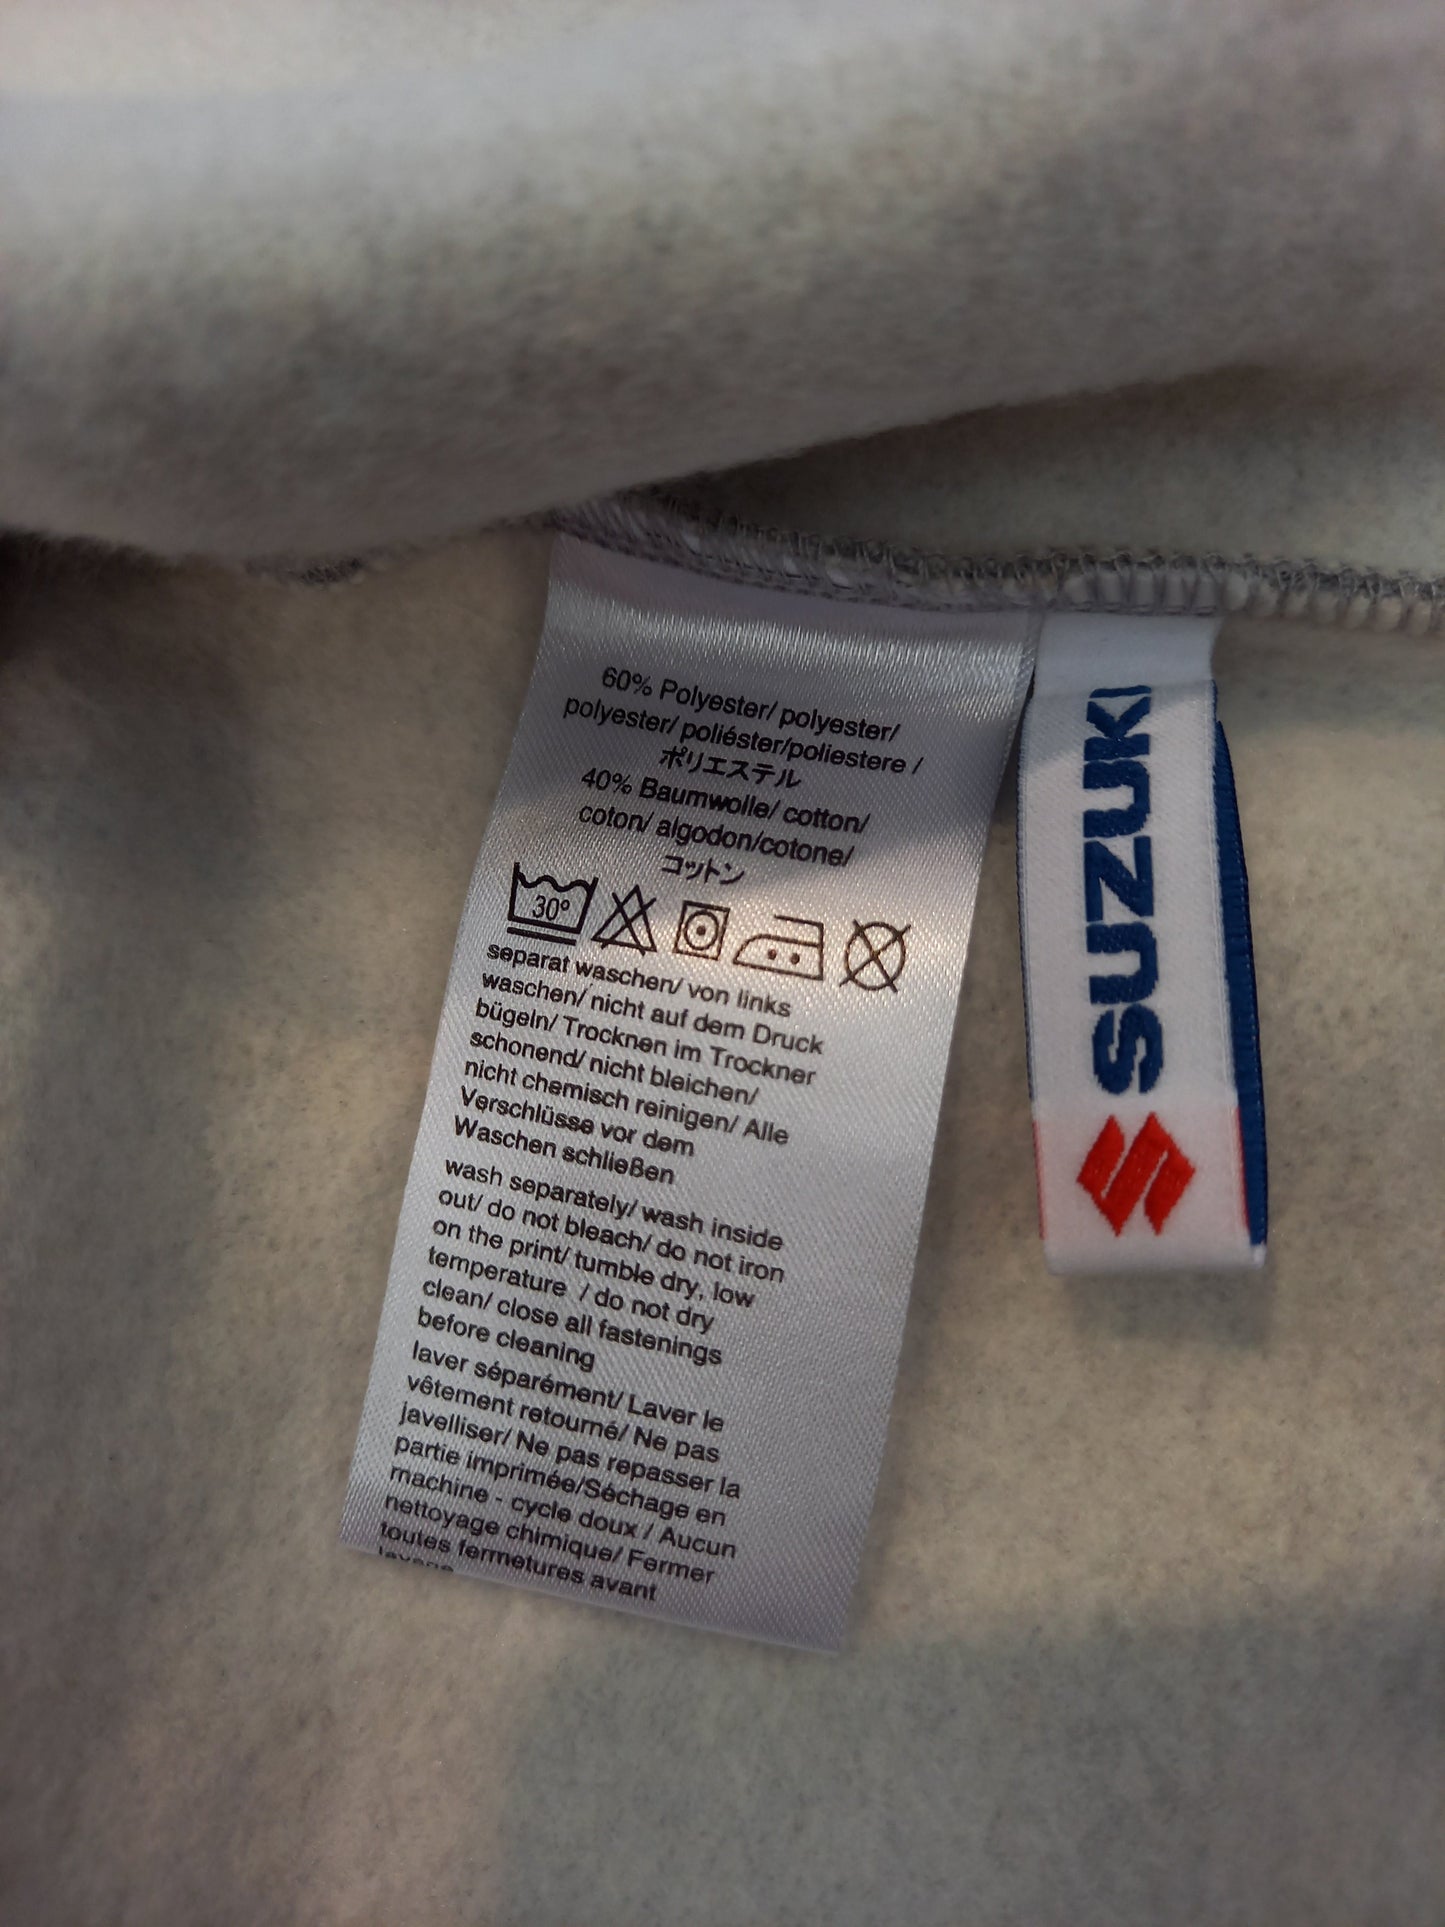 60% Polyester/ polyester/
polyester/ poliéster/poliestere /
ポリエステル
40% Baumwolle/ cotton/
coton/ algodon/cotone/
コットン
30°
separat waschen/ von links
waschen/ nicht auf dem Druck
bügeln/ Trocknen im Trockner
schonend/ nicht bleichen/
nicht chemisch reinigen/ Alle
Verschlüsse vor dem
Waschen schließen
wash separately/ wash inside
out/ do not bleach/ do not iron
on the print/ tumble dry, low
temperature / do not dry
clean/ close all fastenings
before cleaning
laver séparément/ Laver le
vêtement retourné/ Ne pas
javelliser/ Ne pas repasser la
partie imprimée/Séchage en
machine - cycle doux / Aucun
nettoyage chimique/ Fermer
toutes fermetures avant
lavage
SUZUKI